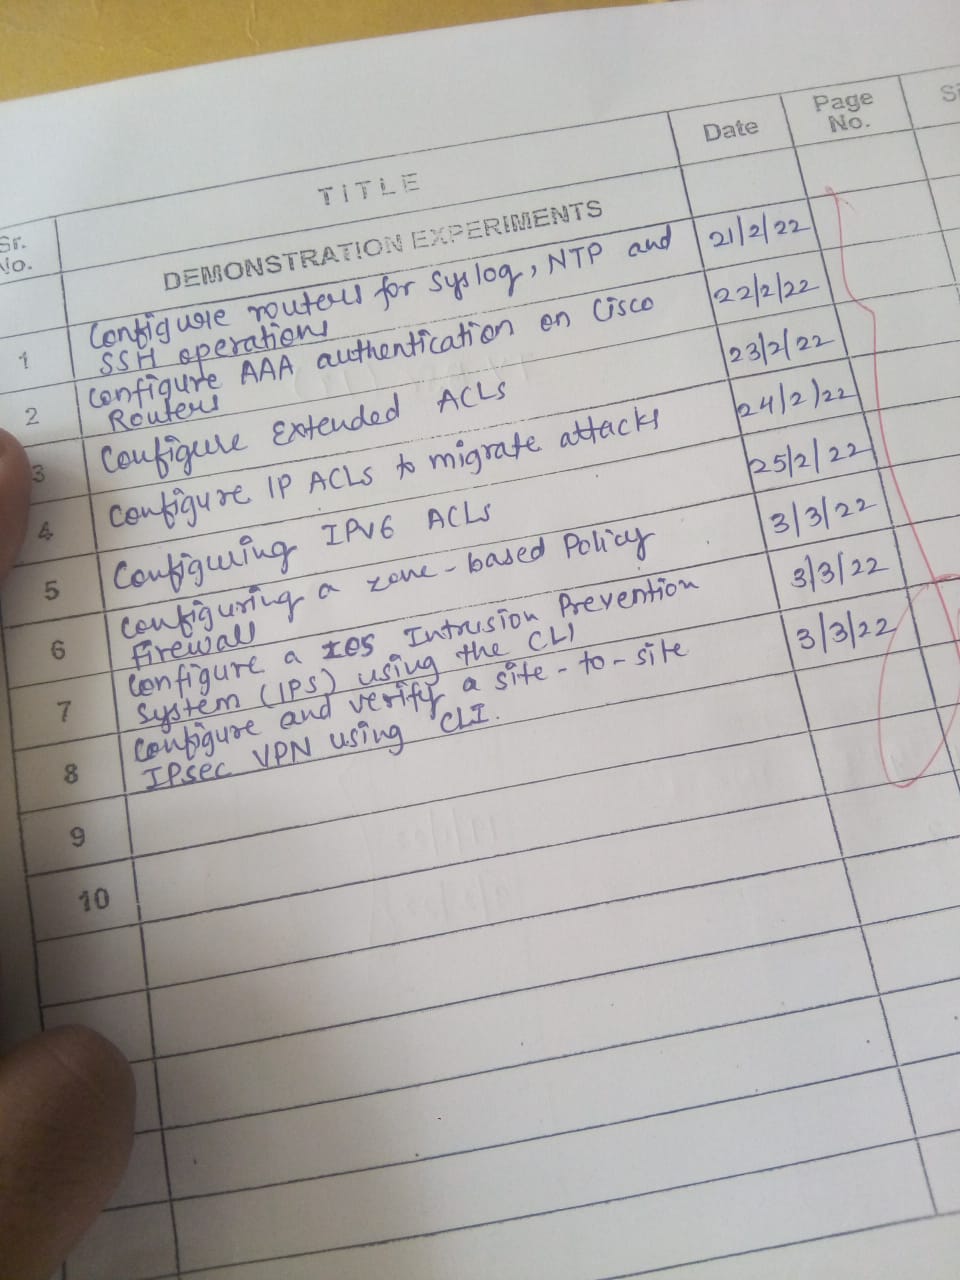 Sr. No.
TITLE
Date
Page No.
DEMONSTRATION EXPERIMENTS
1
Configure routers for Syslog, NTP and
SSH operations
21/2/22
2
Configure AAA authentication on Cisco
Routers
22/2/22
3
Configure Extended ACLs
23/2/22
4
Configure IP ACLs to migrate attacks
24/2/22
5
Configuring IPv6 ACLs
25/2/22
6
Configuring a zone-based Policy
Firewall
3/3/22
7
Configure a IOS Intrusion Prevention
System (IPS) using the CLI
3/3/22
8
Configure and verify a site-to-site
IPsec VPN using CLI.
3/3/22
9
10